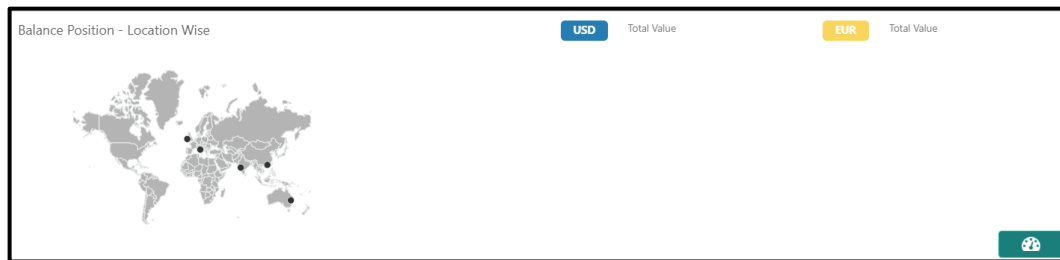 Balance Position - Location Wise
USD Total Value
EUR Total Value